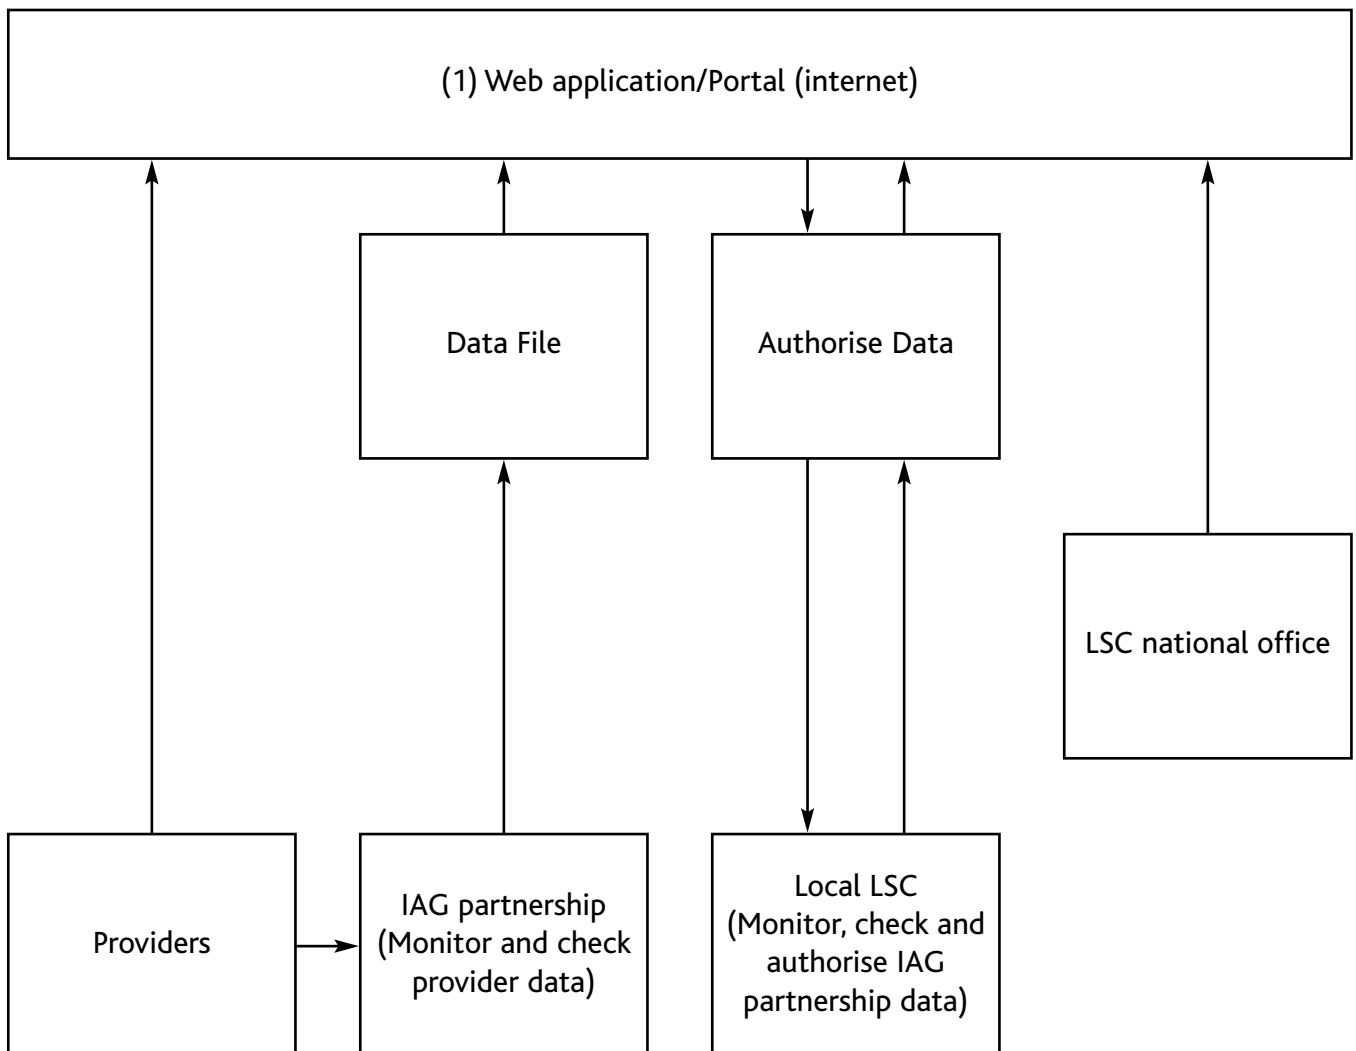 (1) Web application/Portal (internet)
Data File
Authorise Data
LSC national office
Providers
IAG partnership
(Monitor and check
provider data)
Local LSC
(Monitor, check and
authorise IAG
partnership data)